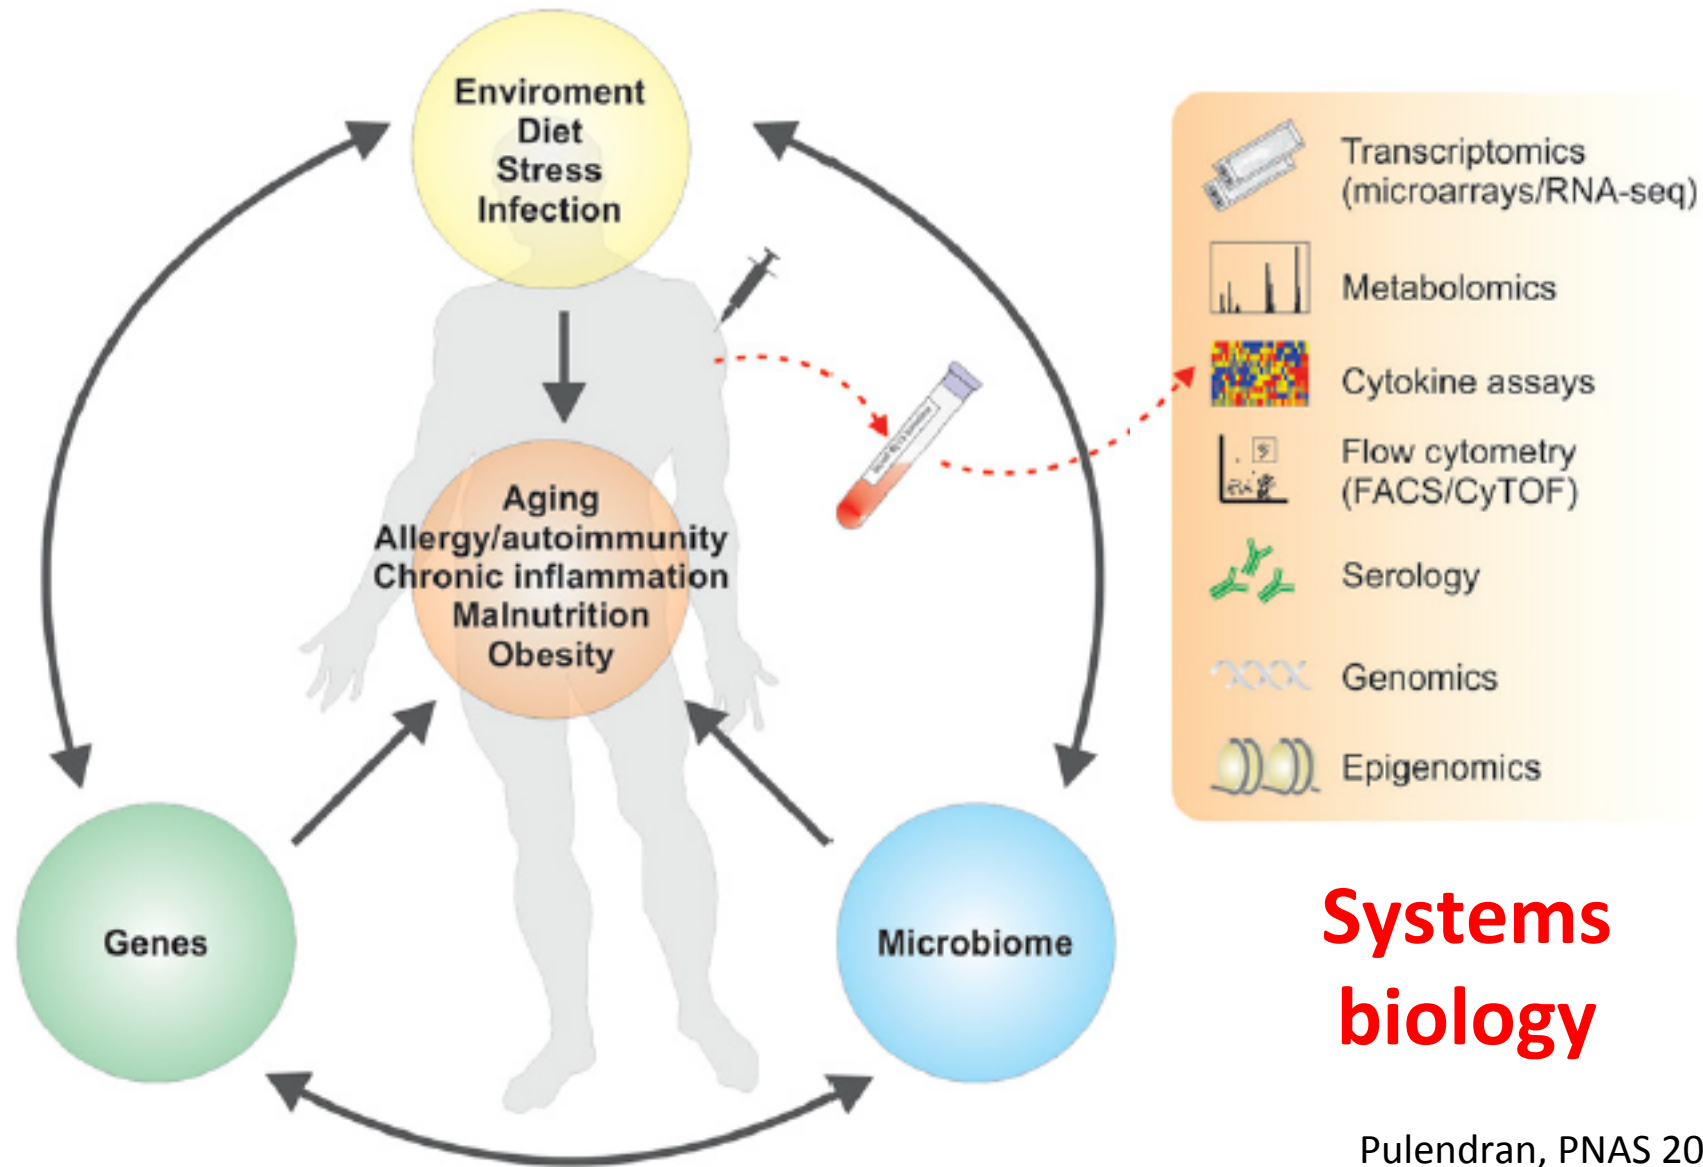 Enviroment
Diet
Stress
Infection
Aging
Allergy/autoimmunity
Chronic inflammation
Malnutrition
Obesity
Genes
Microbiome
Transcriptomics
(microarrays/RNA-seq)
Metabolomics
Cytokine assays
Flow cytometry
(FACS/CyTOF)
Serology
Genomics
Epigenomics
Systems
biology
Pulendran, PNAS 20